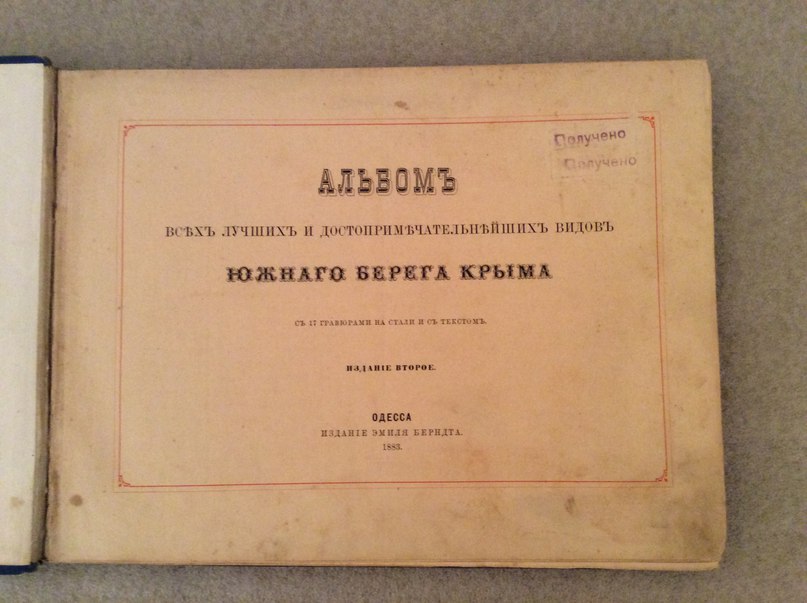 Получено
Получено
АЛЬБОМЪ
ВСѢХЪ ЛУЧШИХЪ И ДОСТОПРИМѢЧАТЕЛЬНѢЙШИХЪ ВИДОВЪ
ЮЖНАГО БЕРЕГА КРЫМА
СЪ 17 ГРАВЮРАМИ НА СТАЛИ И СЪ ТЕКСТОМЪ.
ИЗДАНІЕ ВТОРОЕ.
ОДЕССА
ИЗДАНІЕ ЭМИЛЯ БЕРНДТА.
1883.